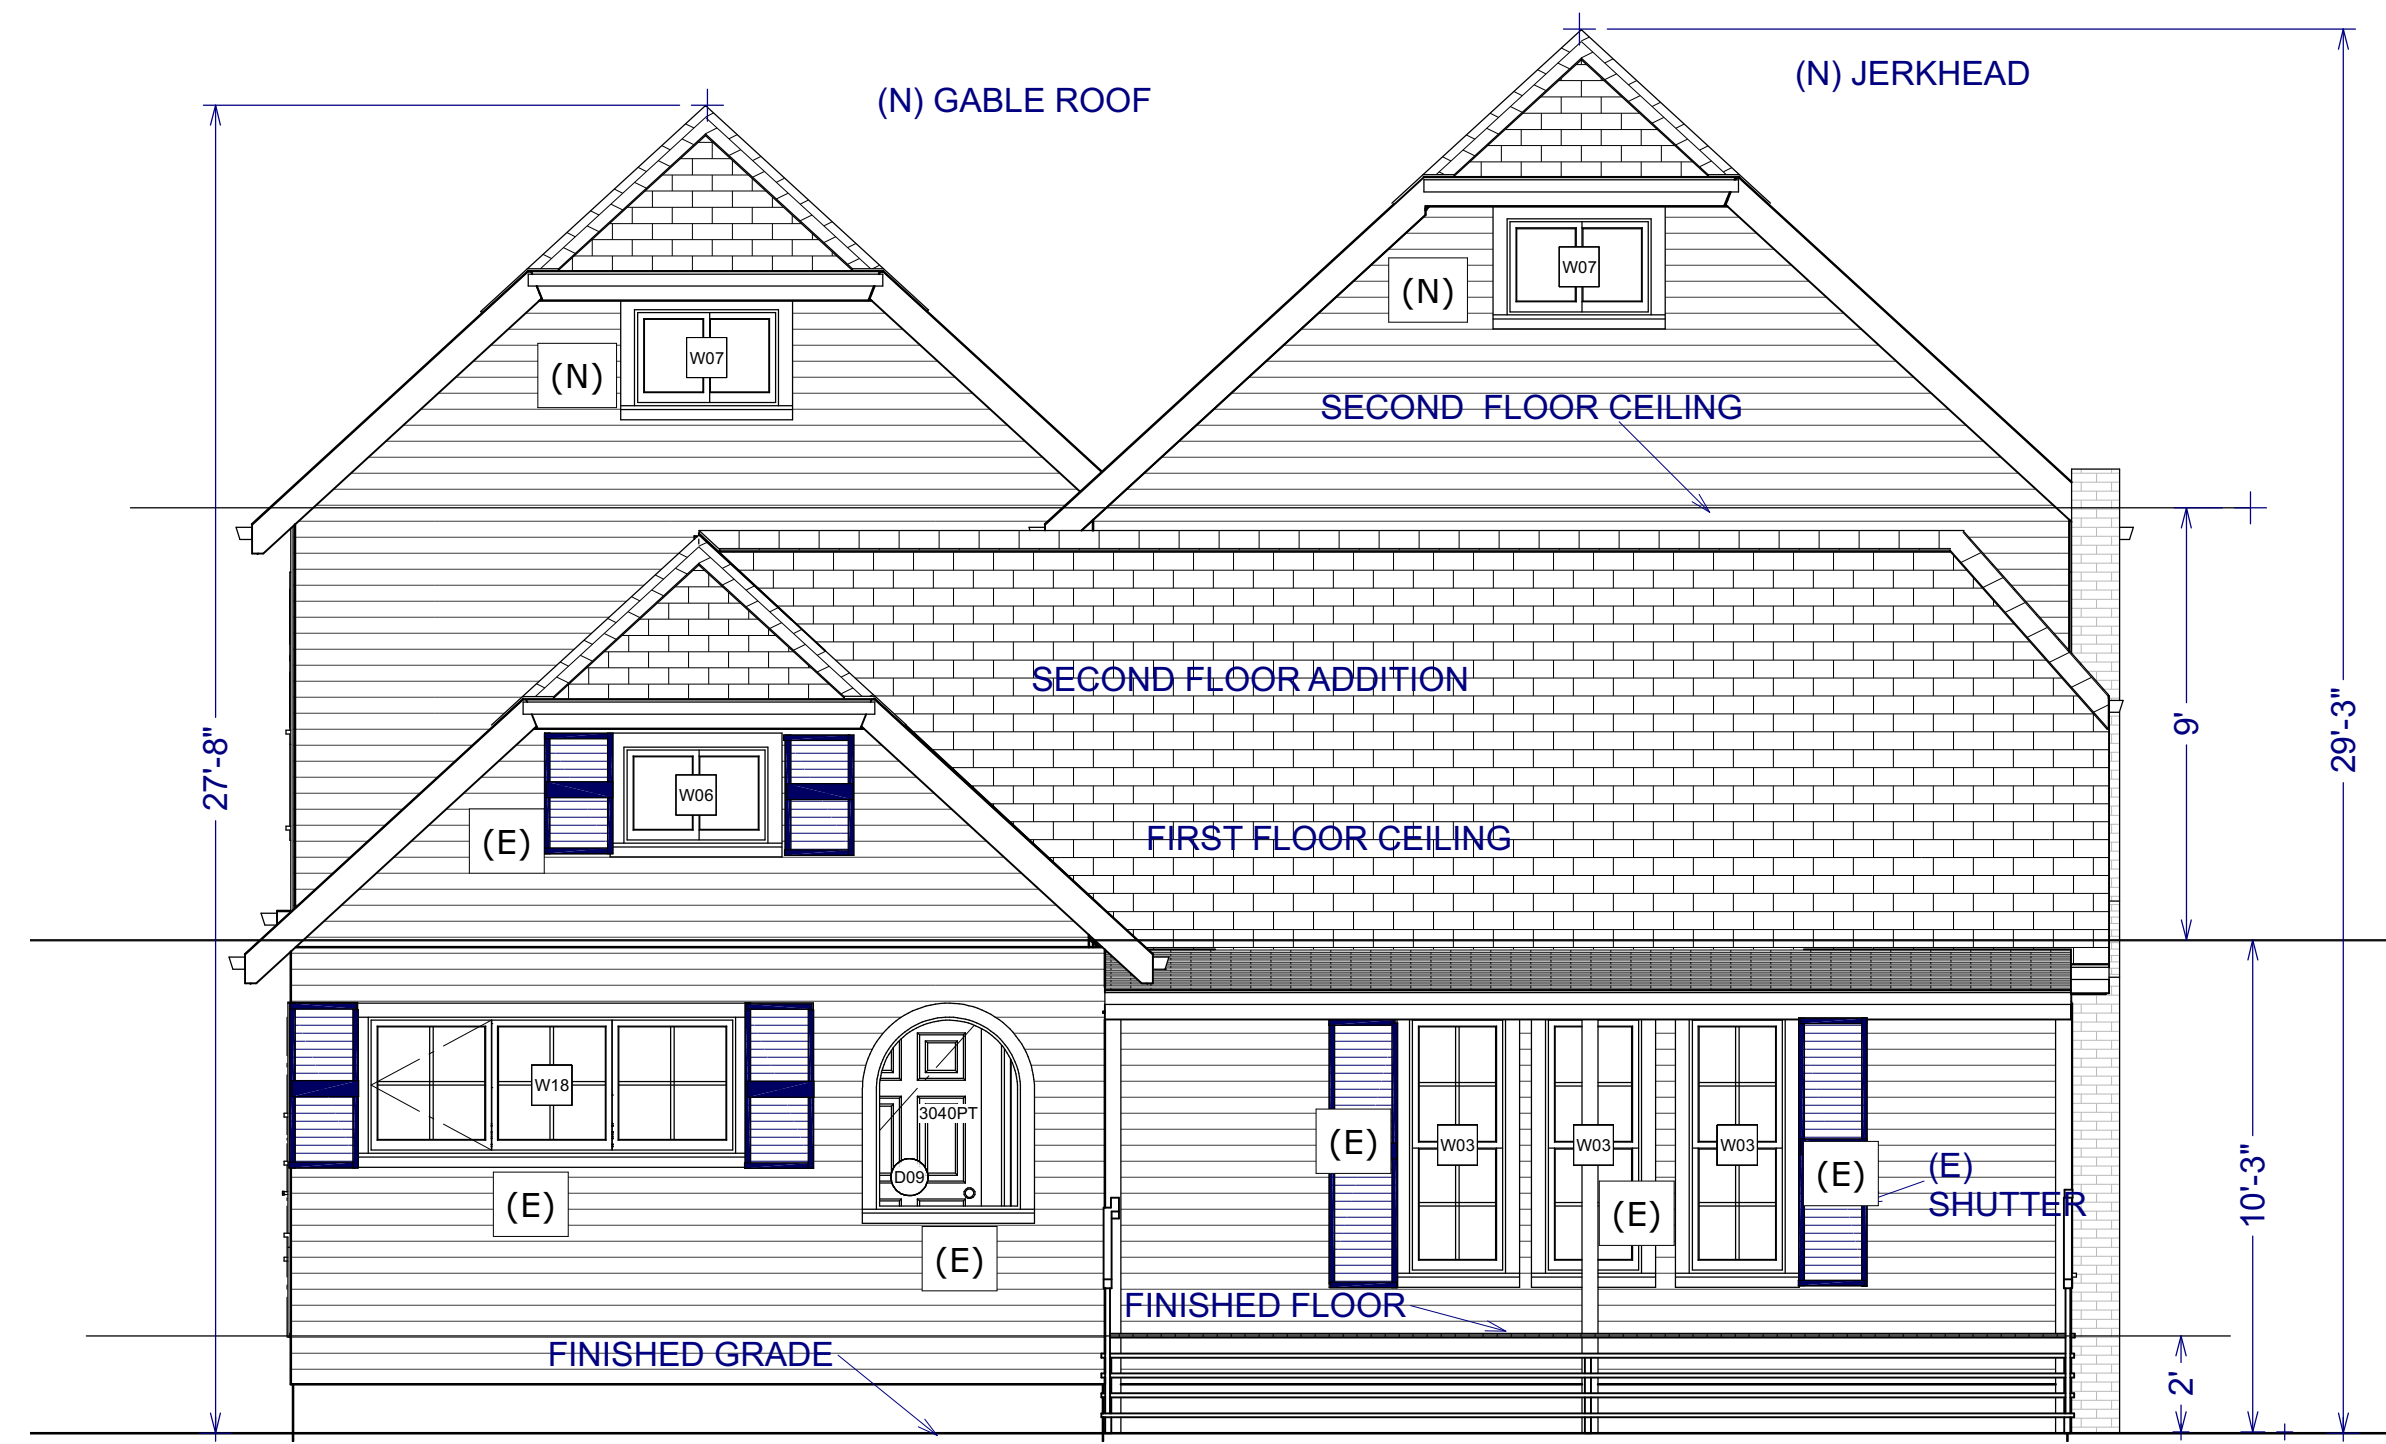 (N) GABLE ROOF
(N) JERKHEAD
W07
(N)
W07
(N)
SECOND FLOOR CEILING
SECOND FLOOR ADDITION
27'-8"
9'
29'-3"
W06
(E)
FIRST FLOOR CEILING
W18
3040PT
D09
(E)
W03
W03
W03
(E)
(E)
SHUTTER
10'-3"
(E)
(E)
(E)
FINISHED FLOOR
FINISHED GRADE
2'